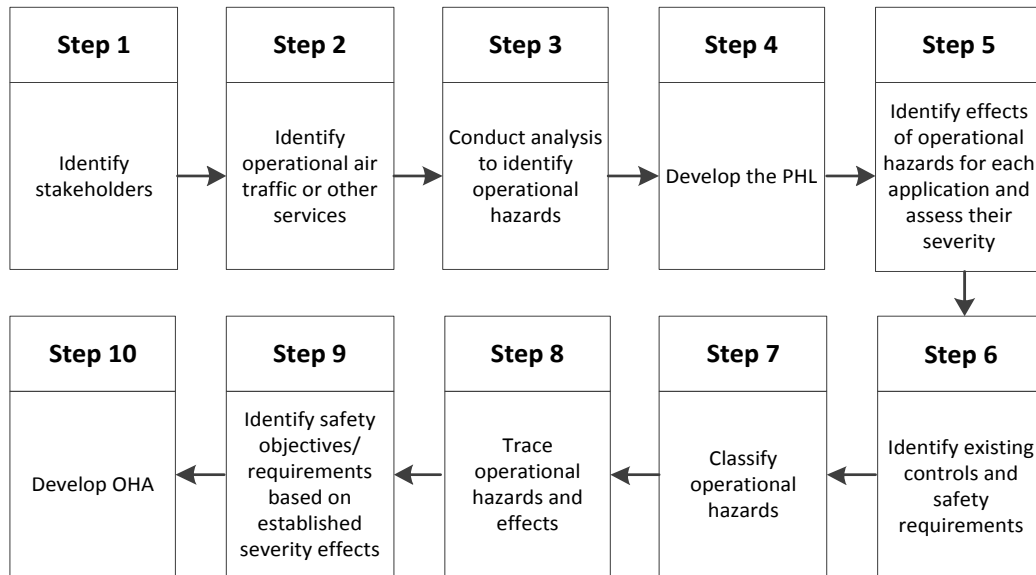 Step 1
Identify
stakeholders
Step 2
Identify
operational air
traffic or other
services
Step 3
Conduct analysis
to identify
operational
hazards
Step 4
Develop the PHL
Step 5
Identify effects
of operational
hazards for each
application and
assess their
severity
Step 6
Identify existing
controls and
safety
requirements
Step 7
Classify
operational
hazards
Step 8
Trace
operational
hazards and
effects
Step 9
Identify safety
objectives/
requirements
based on
established
severity effects
Step 10
Develop OHA